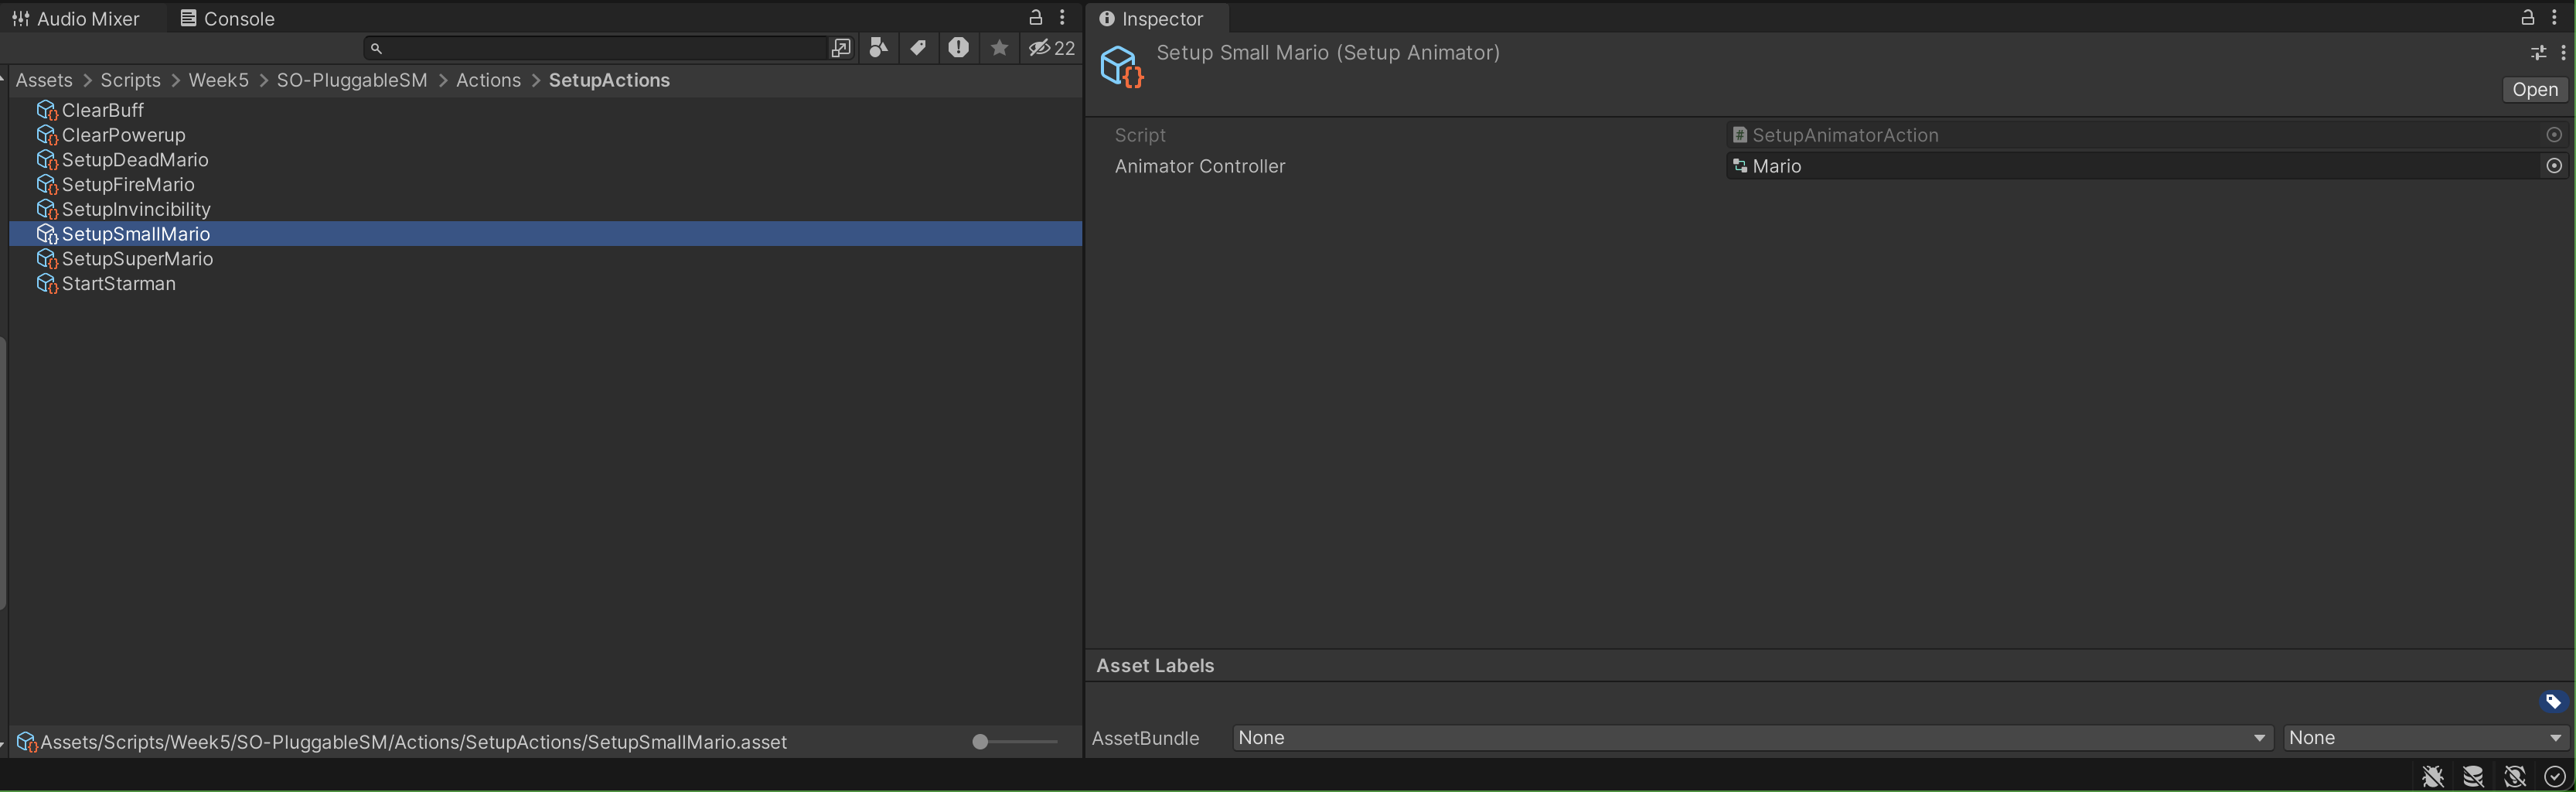 Audio Mixer Console
22
Assets > Scripts > Week5 > SO-PluggableSM > Actions > SetupActions
ClearBuff
ClearPowerup
SetupDeadMario
SetupFireMario
SetupInvincibility
SetupSmallMario
SetupSuperMario
StartStarman
Assets/Scripts/Week5/SO-PluggableSM/Actions/SetupActions/SetupSmallMario.asset
Inspector
Setup Small Mario (Setup Animator)
Open
Script SetupAnimatorAction
Animator Controller Mario
Asset Labels
AssetBundle None None